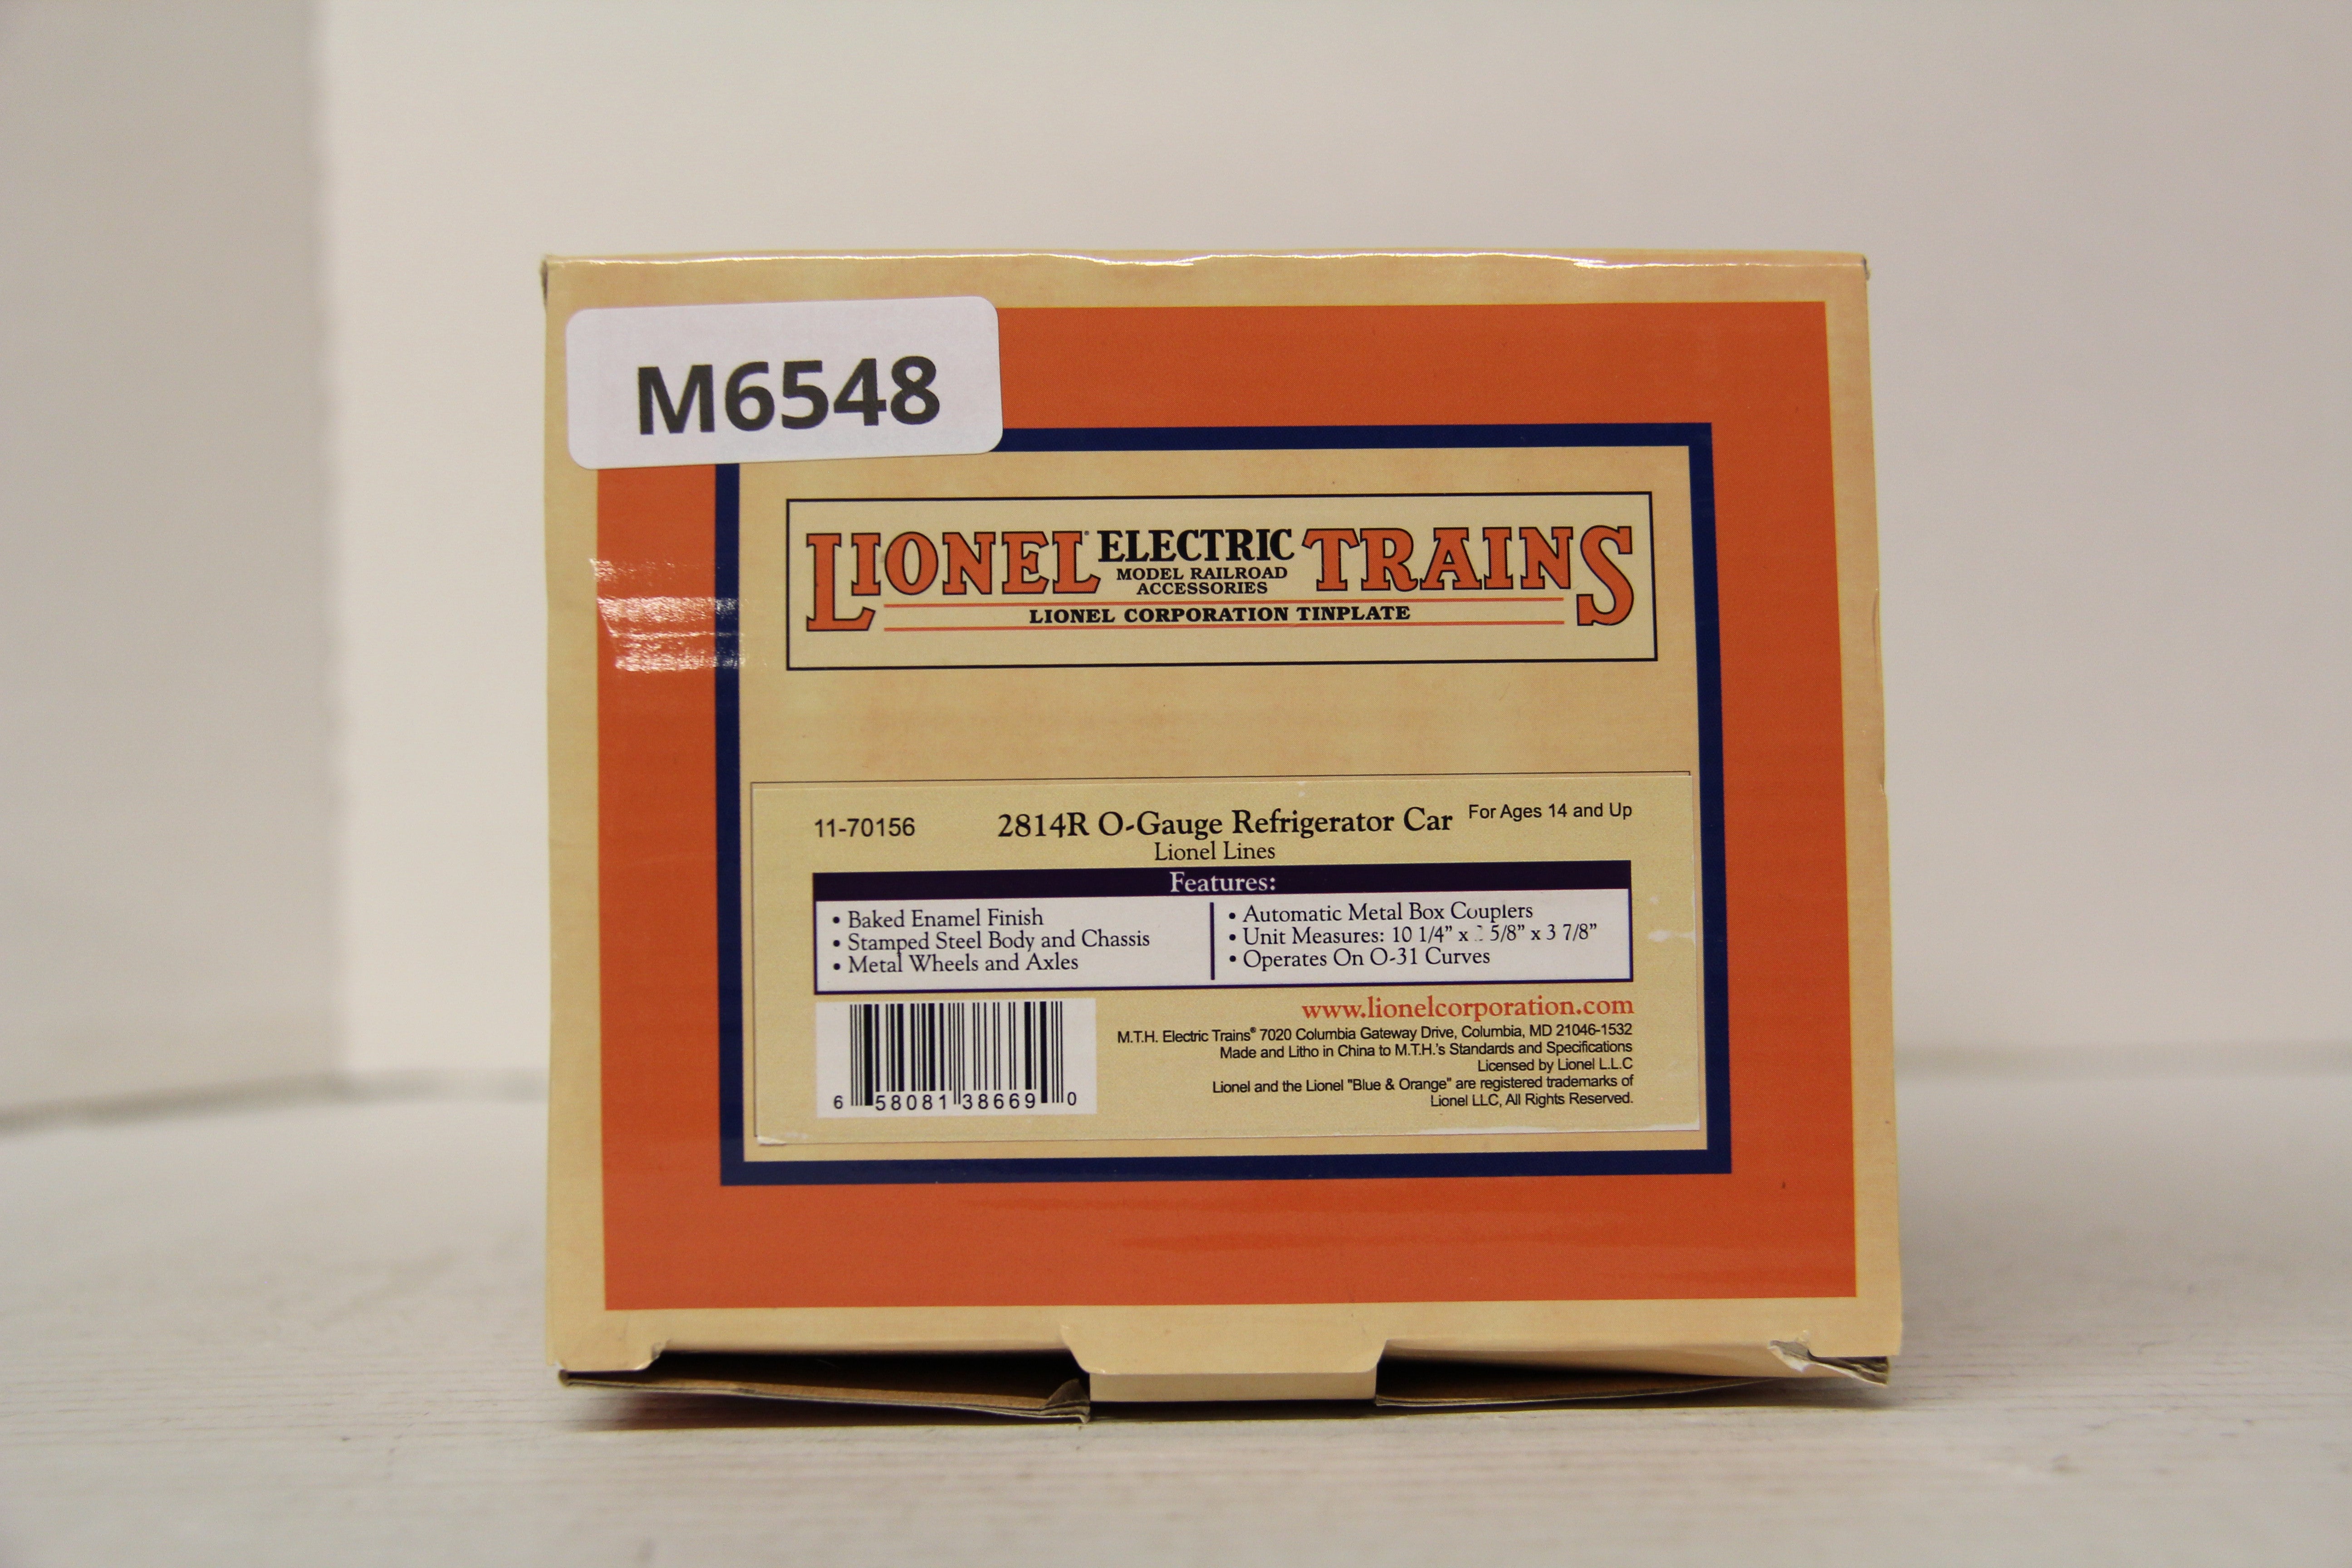 M6548
LIONEL ELECTRIC TRAINS
MODEL RAILROAD
ACCESSORIES
LIONEL CORPORATION TINPLATE
11-70156 2814R O-Gauge Refrigerator Car For Ages 14 and Up
Lionel Lines
Features:
• Baked Enamel Finish
• Stamped Steel Body and Chassis
• Metal Wheels and Axles
• Automatic Metal Box Couplers
• Unit Measures: 10 1/4” x 5/8” x 3 7/8”
• Operates On O-31 Curves
www.lionelcorporation.com
M.T.H. Electric Trains® 7020 Columbia Gateway Drive, Columbia, MD 21046-1532
Made and Litho in China to M.T.H.'s Standards and Specifications
Licensed by Lionel L.L.C
Lionel and the Lionel "Blue & Orange" are registered trademarks of
Lionel LLC, All Rights Reserved.
6 58081 38669 0